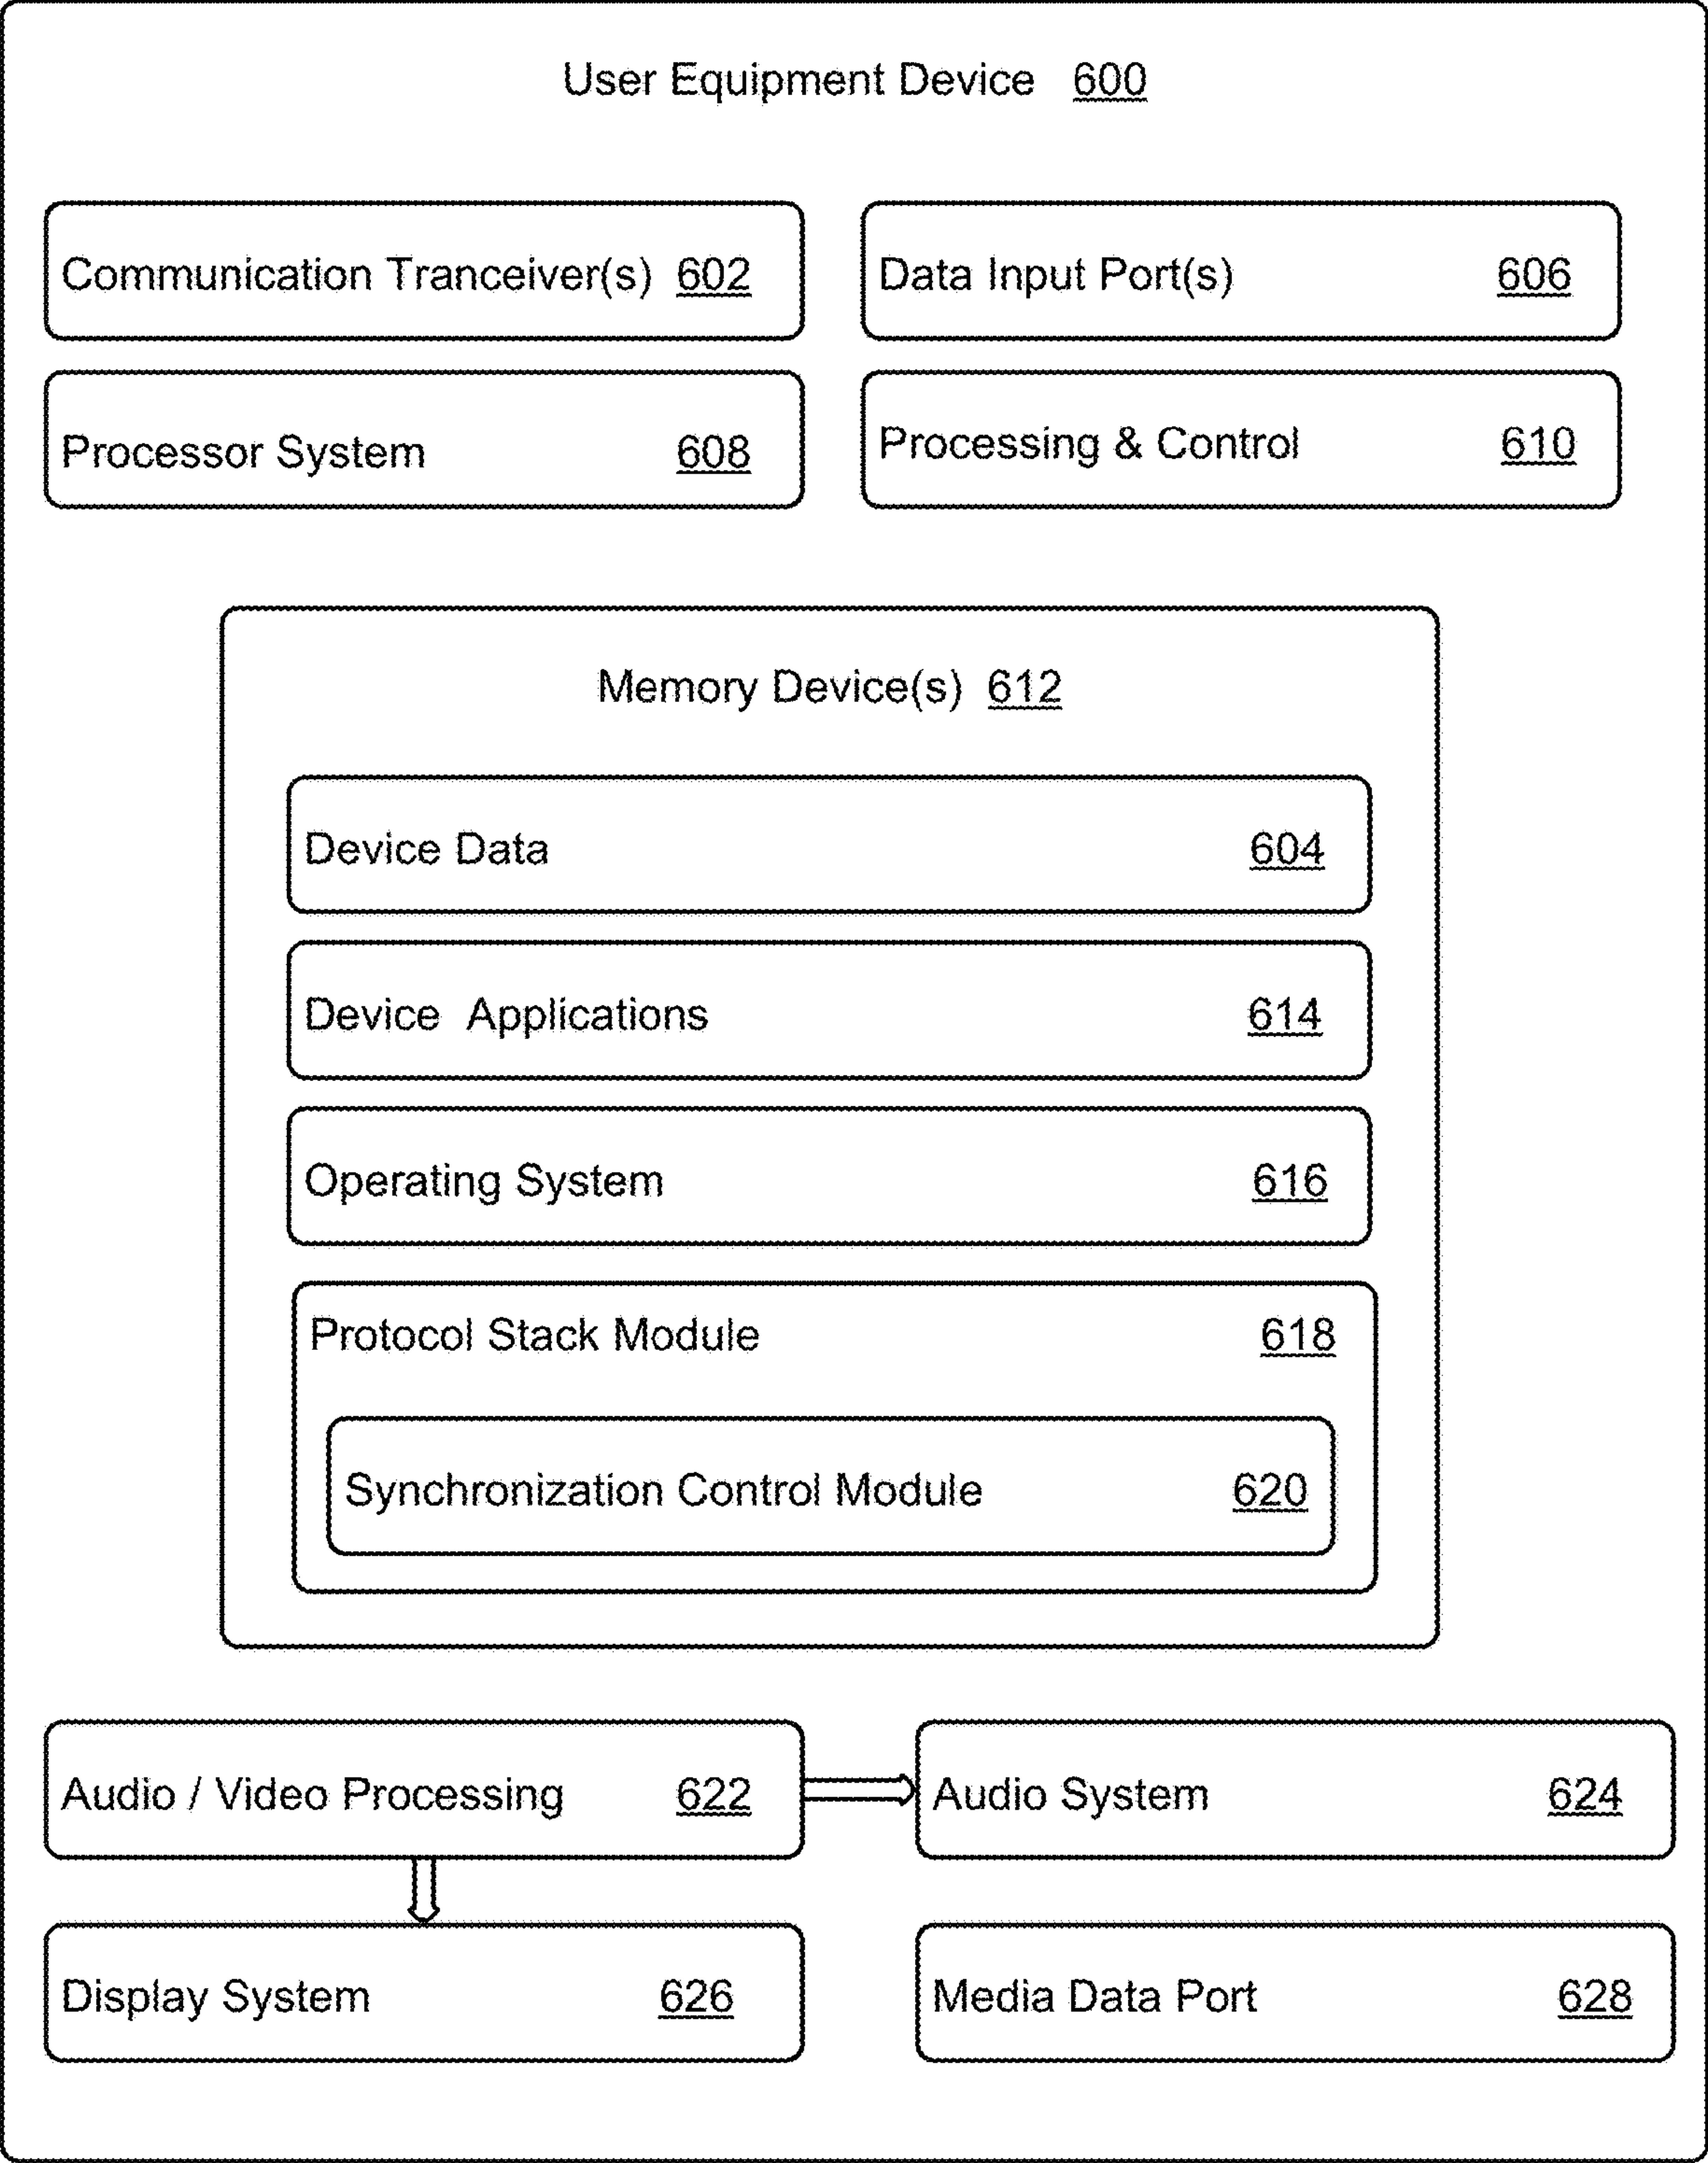 User Equipment Device 600
Communication Tranceiver(s) 602
Data Input Port(s) 606
Processor System 608
Processing & Control 610
Memory Device(s) 612
Device Data 604
Device Applications 614
Operating System 616
Protocol Stack Module 618
Synchronization Control Module 620
Audio / Video Processing 622
Audio System 624
Display System 626
Media Data Port 628